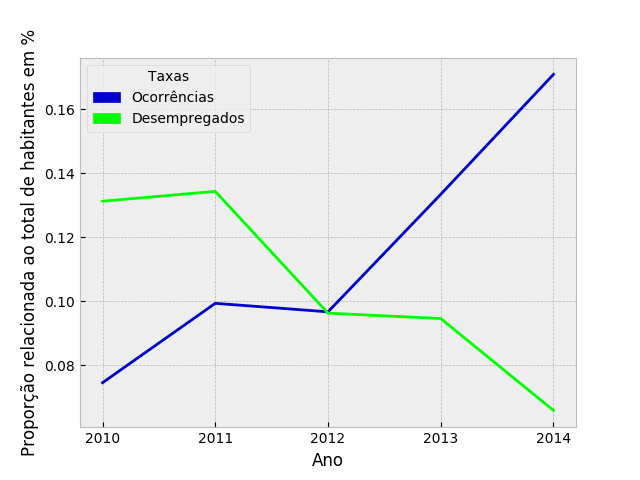 Proporção relacionada ao total de habitantes em %
Taxas
Ocorrências
Desempregados
0.16
0.14
0.12
0.10
0.08
2010 2011 2012 2013 2014
Ano